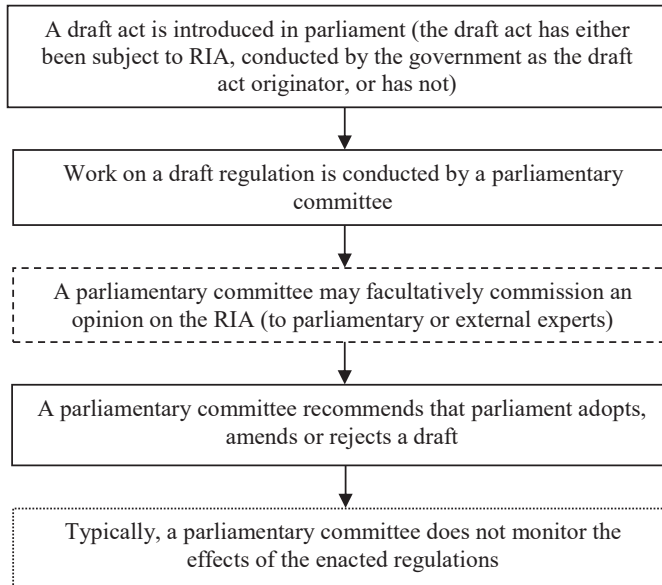 A draft act is introduced in parliament (the draft act has either
been subject to RIA, conducted by the government as the draft
act originator, or has not)
Work on a draft regulation is conducted by a parliamentary
committee
A parliamentary committee may facultatively commission an
opinion on the RIA (to parliamentary or external experts)
A parliamentary committee recommends that parliament adopts,
amends or rejects a draft
Typically, a parliamentary committee does not monitor the
effects of the enacted regulations